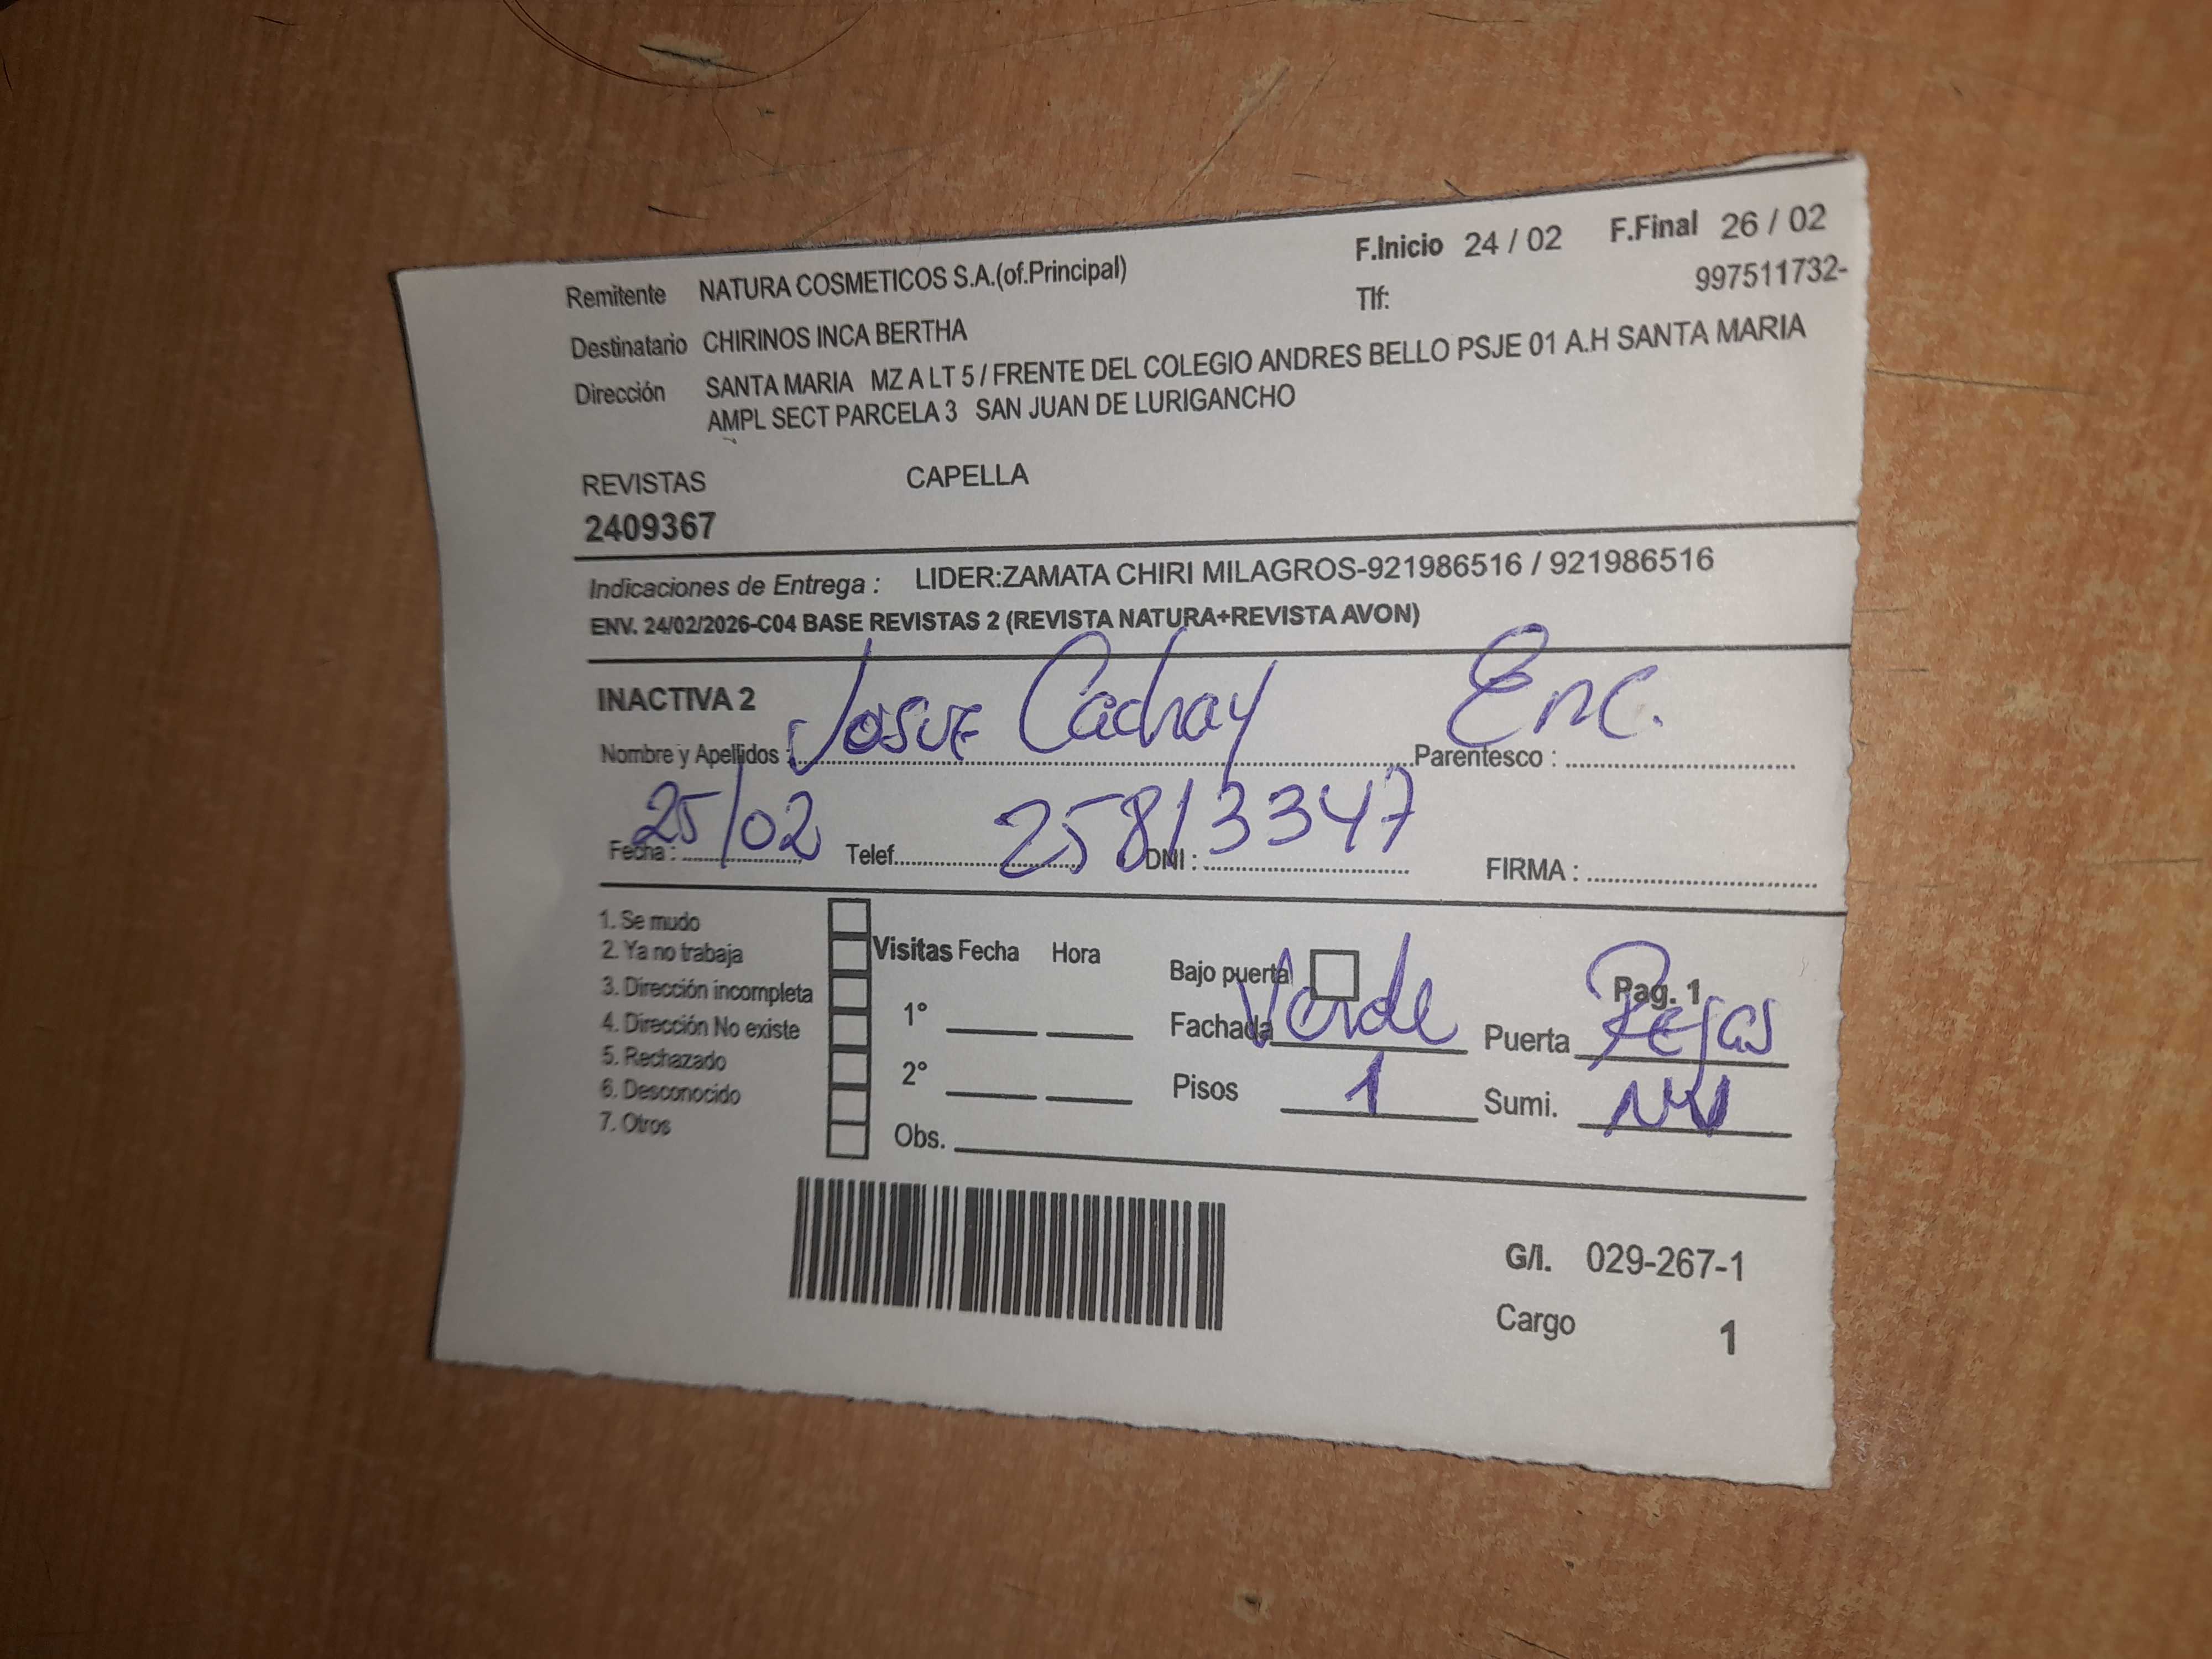 F.Inicio 24 / 02 F.Final 26 / 02
Remitente NATURA COSMETICOS S.A.(of.Principal) Tlf: 997511732-
Destinatario CHIRINOS INCA BERTHA
Dirección SANTA MARIA MZ A LT 5 / FRENTE DEL COLEGIO ANDRES BELLO PSJE 01 A.H SANTA MARIA
AMPL SECT PARCELA 3 SAN JUAN DE LURIGANCHO
REVISTAS CAPELLA
2409367
Indicaciones de Entrega : LIDER:ZAMATA CHIRI MILAGROS-921986516 / 921986516
ENV. 24/02/2026-C04 BASE REVISTAS 2 (REVISTA NATURA+REVISTA AVON)
INACTIVA 2
Nombre y Apellidos : Josue Cachay Parentesco : Enc.
Fecha : 25/02 Telef. DNI : 25813347 FIRMA :
1. Se mudo
2. Ya no trabaja
3. Dirección incompleta
4. Dirección No existe
5. Rechazado
6. Desconocido
7. Otros
Visitas Fecha Hora
1°
2°
Obs.
Bajo puerta Pag. 1
Fachada Verde Puerta Rejas
Pisos 1 Sumi.
G/I. 029-267-1
Cargo 1